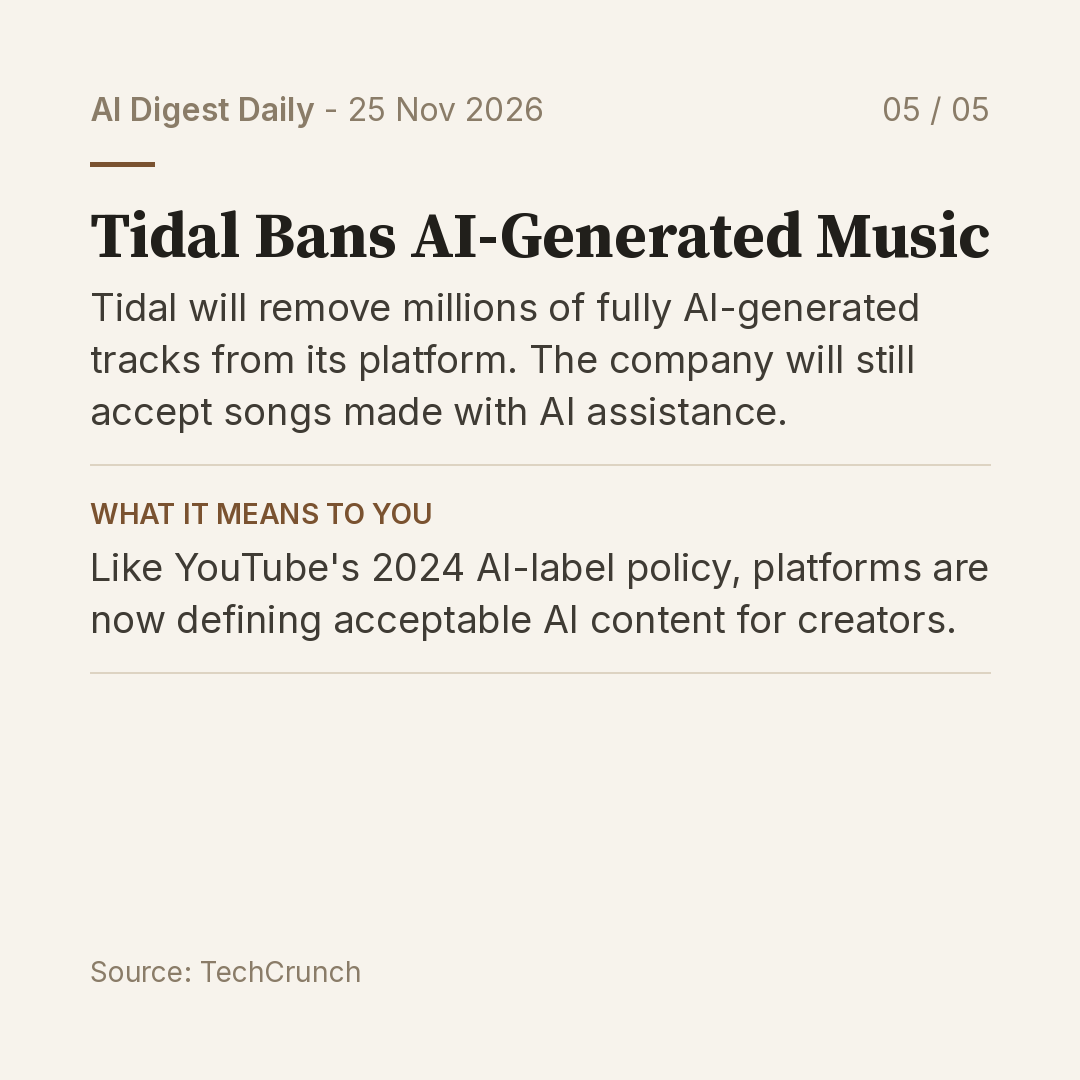 AI Digest Daily - 25 Nov 2026
05 / 05
Tidal Bans AI-Generated Music
Tidal will remove millions of fully AI-generated
tracks from its platform. The company will still
accept songs made with AI assistance.
WHAT IT MEANS TO YOU
Like YouTube's 2024 AI-label policy, platforms are
now defining acceptable AI content for creators.
Source: TechCrunch